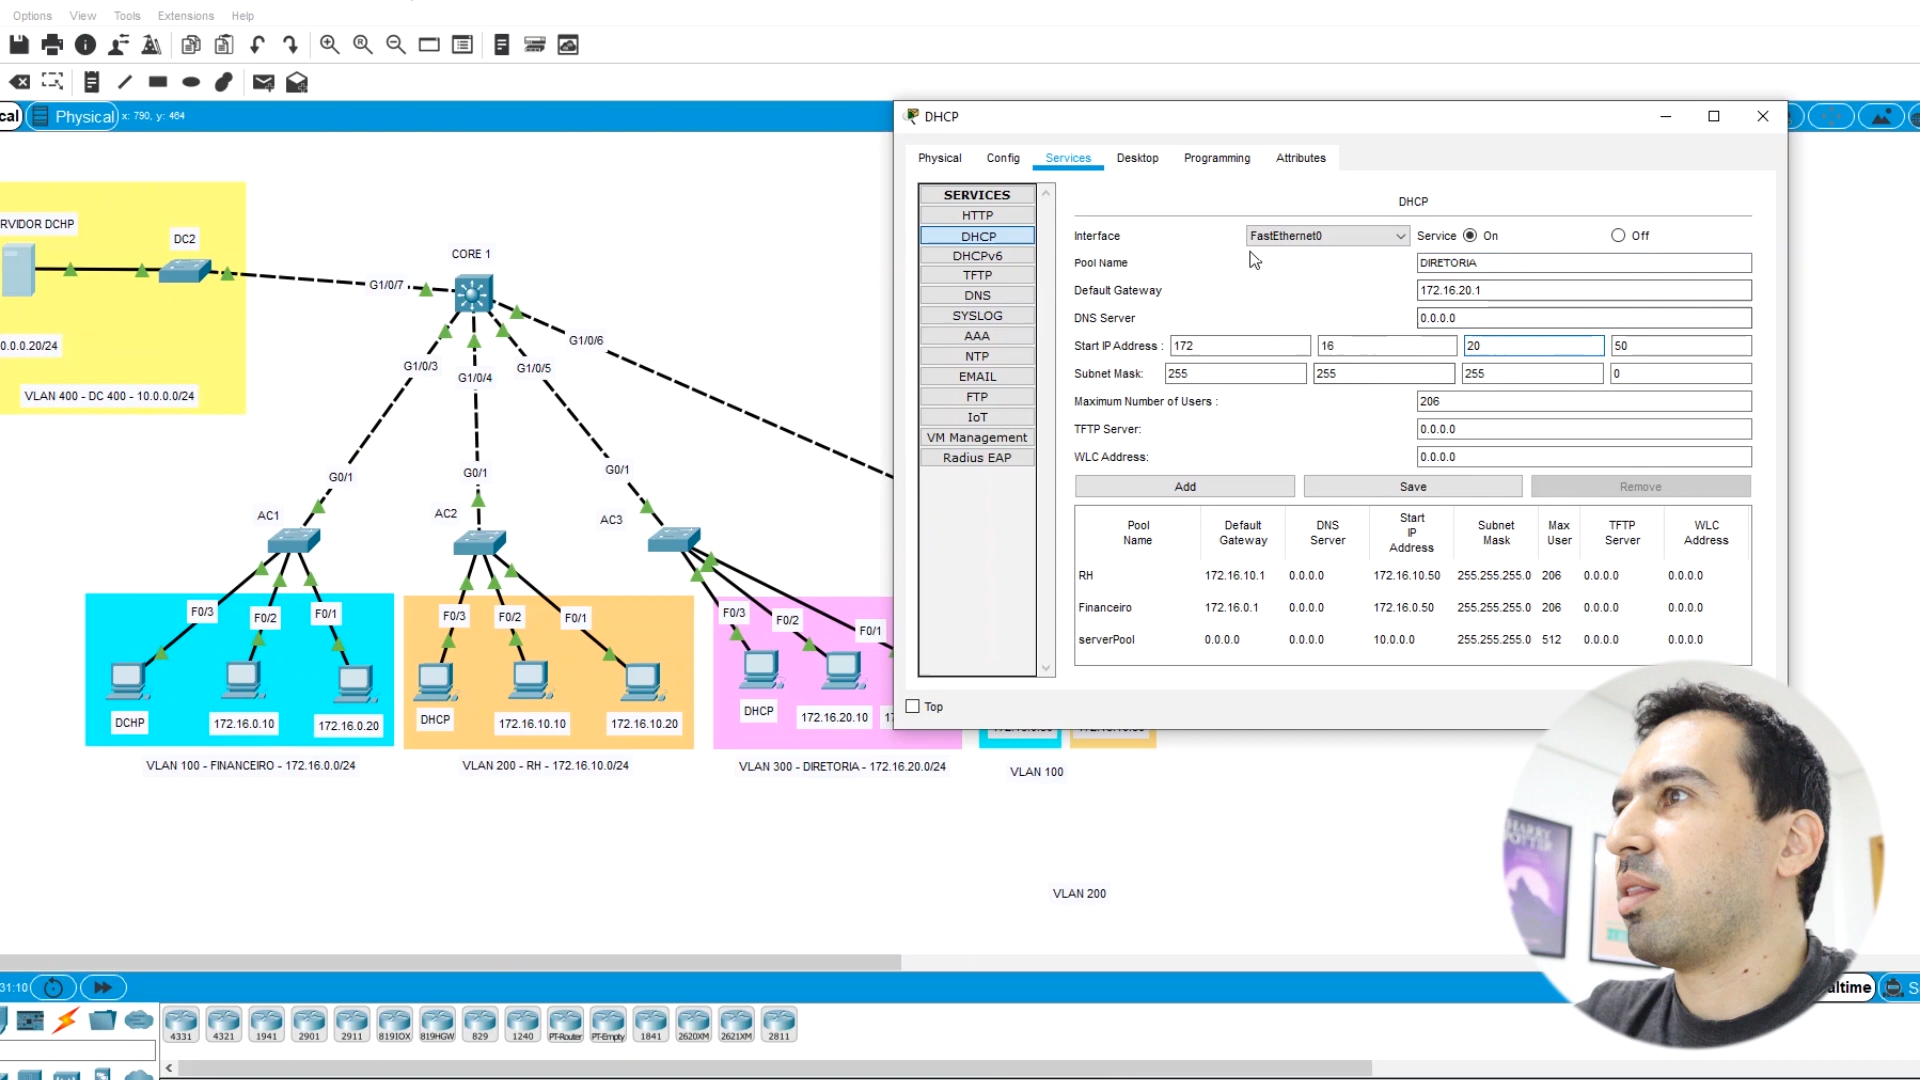 Options View Tools Extensions Help
cal Physical x: 790, y: 464
RVIDOR DCHP
DC2
0.0.0.20/24
VLAN 400 - DC 400 - 10.0.0.0/24
CORE 1
G1/0/7
G1/0/6
G1/0/3
G1/0/4
G1/0/5
G0/1
G0/1
G0/1
AC1
AC2
AC3
F0/3 F0/2 F0/1
F0/3 F0/2 F0/1
F0/3 F0/2 F0/1
DCHP 172.16.0.10 172.16.0.20
DHCP 172.16.10.10 172.16.10.20
DHCP 172.16.20.10 17
VLAN 100 - FINANCEIRO - 172.16.0.0/24
VLAN 200 - RH - 172.16.10.0/24
VLAN 300 - DIRETORIA - 172.16.20.0/24
VLAN 100
VLAN 200
DHCP
Physical Config Services Desktop Programming Attributes
SERVICES
HTTP
DHCP
DHCPv6
TFTP
DNS
SYSLOG
AAA
NTP
EMAIL
FTP
IoT
VM Management
Radius EAP
DHCP
Interface FastEthernet0 Service On Off
Pool Name DIRETORIA
Default Gateway 172.16.20.1
DNS Server 0.0.0.0
Start IP Address : 172 16 20 50
Subnet Mask: 255 255 255 0
Maximum Number of Users : 206
TFTP Server: 0.0.0.0
WLC Address: 0.0.0.0
Add Save Remove
Pool Name Default Gateway DNS Server Start IP Address Subnet Mask Max User TFTP Server WLC Address
RH 172.16.10.1 0.0.0.0 172.16.10.50 255.255.255.0 206 0.0.0.0 0.0.0.0
Financeiro 172.16.0.1 0.0.0.0 172.16.0.50 255.255.255.0 206 0.0.0.0 0.0.0.0
serverPool 0.0.0.0 0.0.0.0 10.0.0.0 255.255.255.0 512 0.0.0.0 0.0.0.0
Top
HARRY POTTER
31:10
altime S
4331 4321 1941 2901 2911 819IOX 819HGW 829 1240 PT-Router PT-Empty 1841 2620XM 2621XM 2811